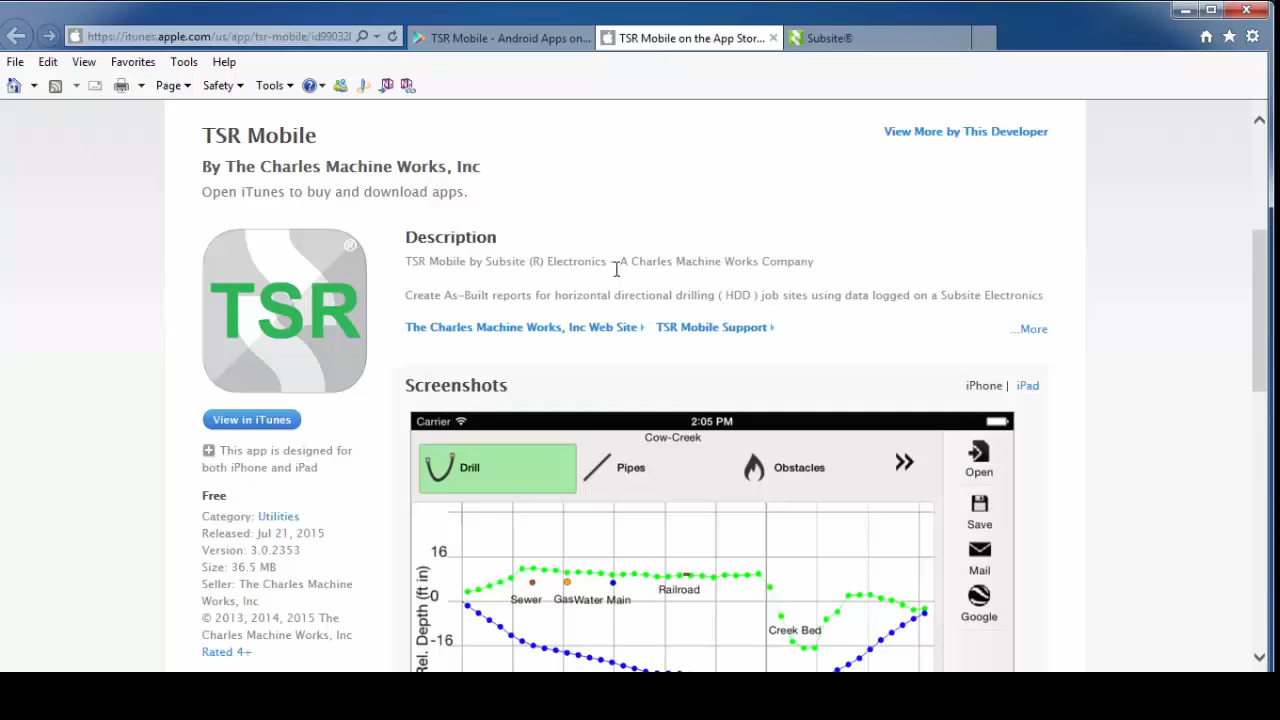 https://itunes.apple.com/us/app/tsr-mobile/id99032
TSR Mobile - Android Apps on...
TSR Mobile on the App Stor...
Subsite®
File Edit View Favorites Tools Help
Page Safety Tools
TSR Mobile
View More by This Developer
By The Charles Machine Works, Inc
Open iTunes to buy and download apps.
TSR
®
Description
TSR Mobile by Subsite (R) Electronics - A Charles Machine Works Company
Create As-Built reports for horizontal directional drilling ( HDD ) job sites using data logged on a Subsite Electronics
The Charles Machine Works, Inc Web Site
TSR Mobile Support
...More
View in iTunes
This app is designed for
both iPhone and iPad
Free
Category: Utilities
Released: Jul 21, 2015
Version: 3.0.2353
Size: 36.5 MB
Seller: The Charles Machine
Works, Inc
© 2013, 2014, 2015 The
Charles Machine Works, Inc
Rated 4+
Screenshots
iPhone | iPad
Carrier 2:05 PM
Cow-Creek
Drill Pipes Obstacles
Open
Save
Mail
Google
Rel. Depth (ft in)
16
0
-16
Sewer Gas Water Main
Railroad
Creek Bed